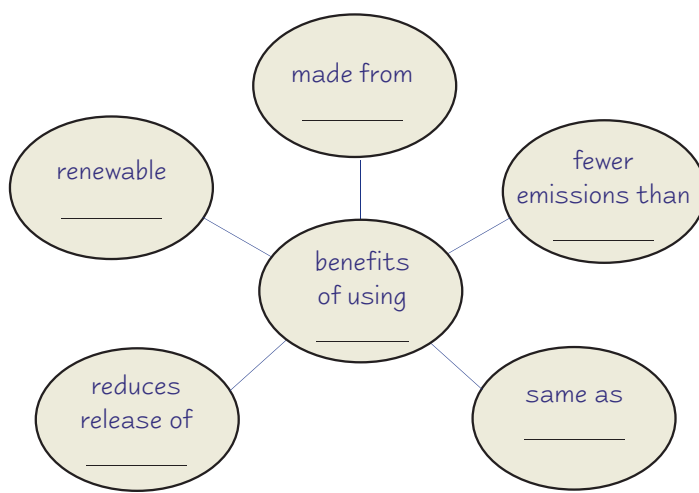 made from
renewable
fewer
emissions than
benefits
of using
reduces
release of
same as